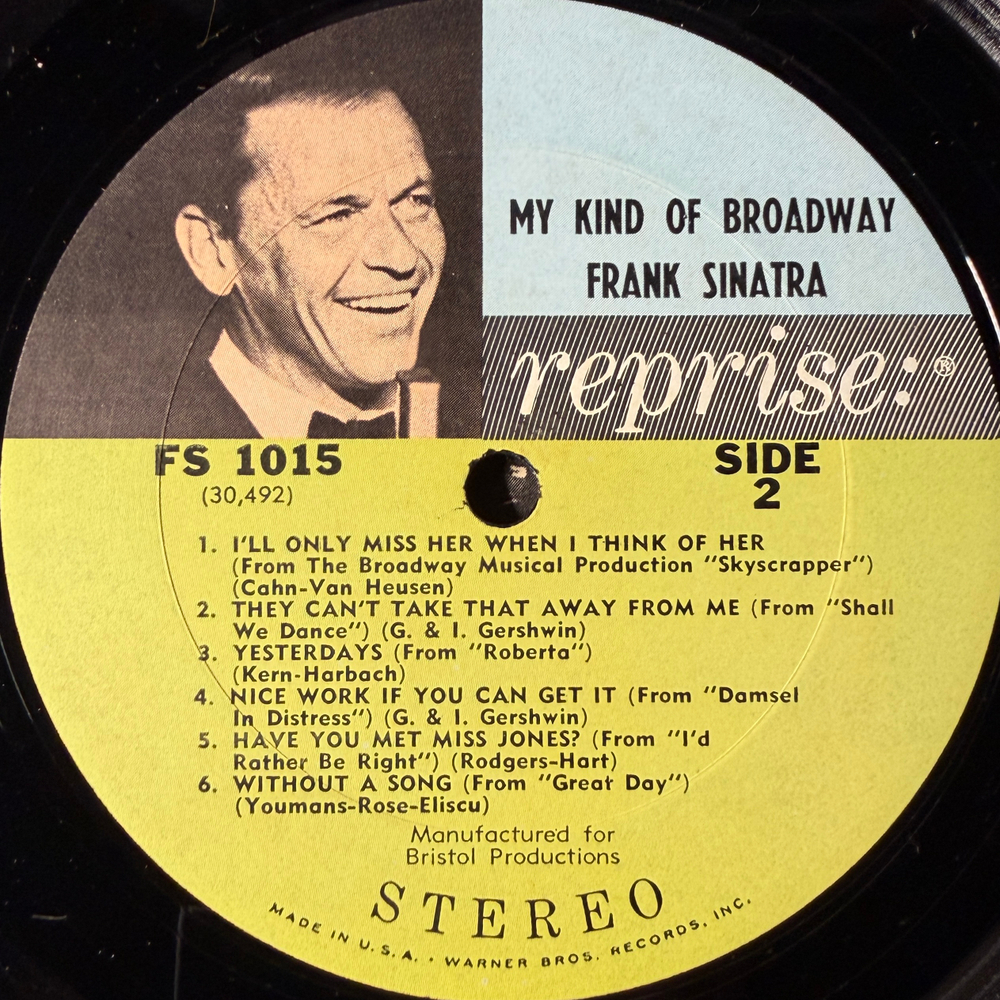 MY KIND OF BROADWAY
FRANK SINATRA
reprise:®
FS 1015
SIDE
2
(30,492)
1. I'LL ONLY MISS HER WHEN I THINK OF HER
(From The Broadway Musical Production "Skyscrapper")
(Cahn-Van Heusen)
2. THEY CAN'T TAKE THAT AWAY FROM ME (From "Shall
We Dance") (G. & I. Gershwin)
3. YESTERDAYS (From "Roberta")
(Kern-Harbach)
4. NICE WORK IF YOU CAN GET IT (From "Damsel
In Distress") (G. & I. Gershwin)
5. HAVE YOU MET MISS JONES? (From "I'd
Rather Be Right") (Rodgers-Hart)
6. WITHOUT A SONG (From "Great Day")
(Youmans-Rose-Eliscu)
Manufactured for
Bristol Productions
STEREO
MADE IN U.S.A. • WARNER BROS. RECORDS, INC.